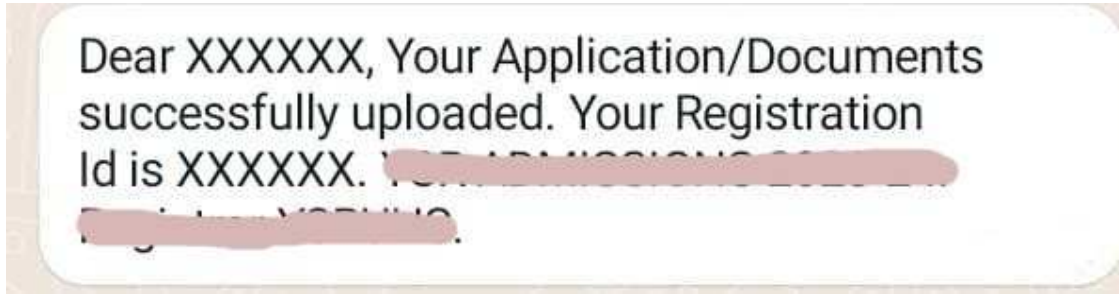 Dear XXXXXX, Your Application/Documents
successfully uploaded. Your Registration
Id is XXXXXX.